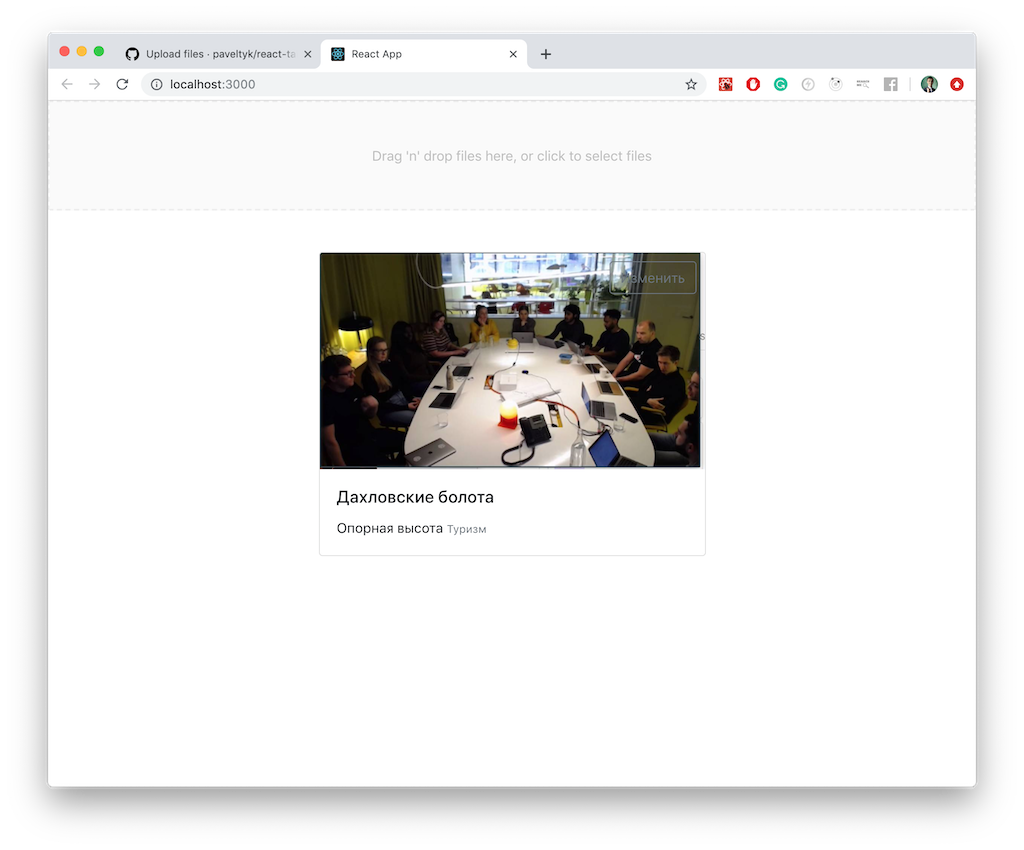 Upload files · paveltyk/react-ta
React App
localhost:3000
Drag 'n' drop files here, or click to select files
зменить
s
Дахловские болота
Опорная высота Туризм